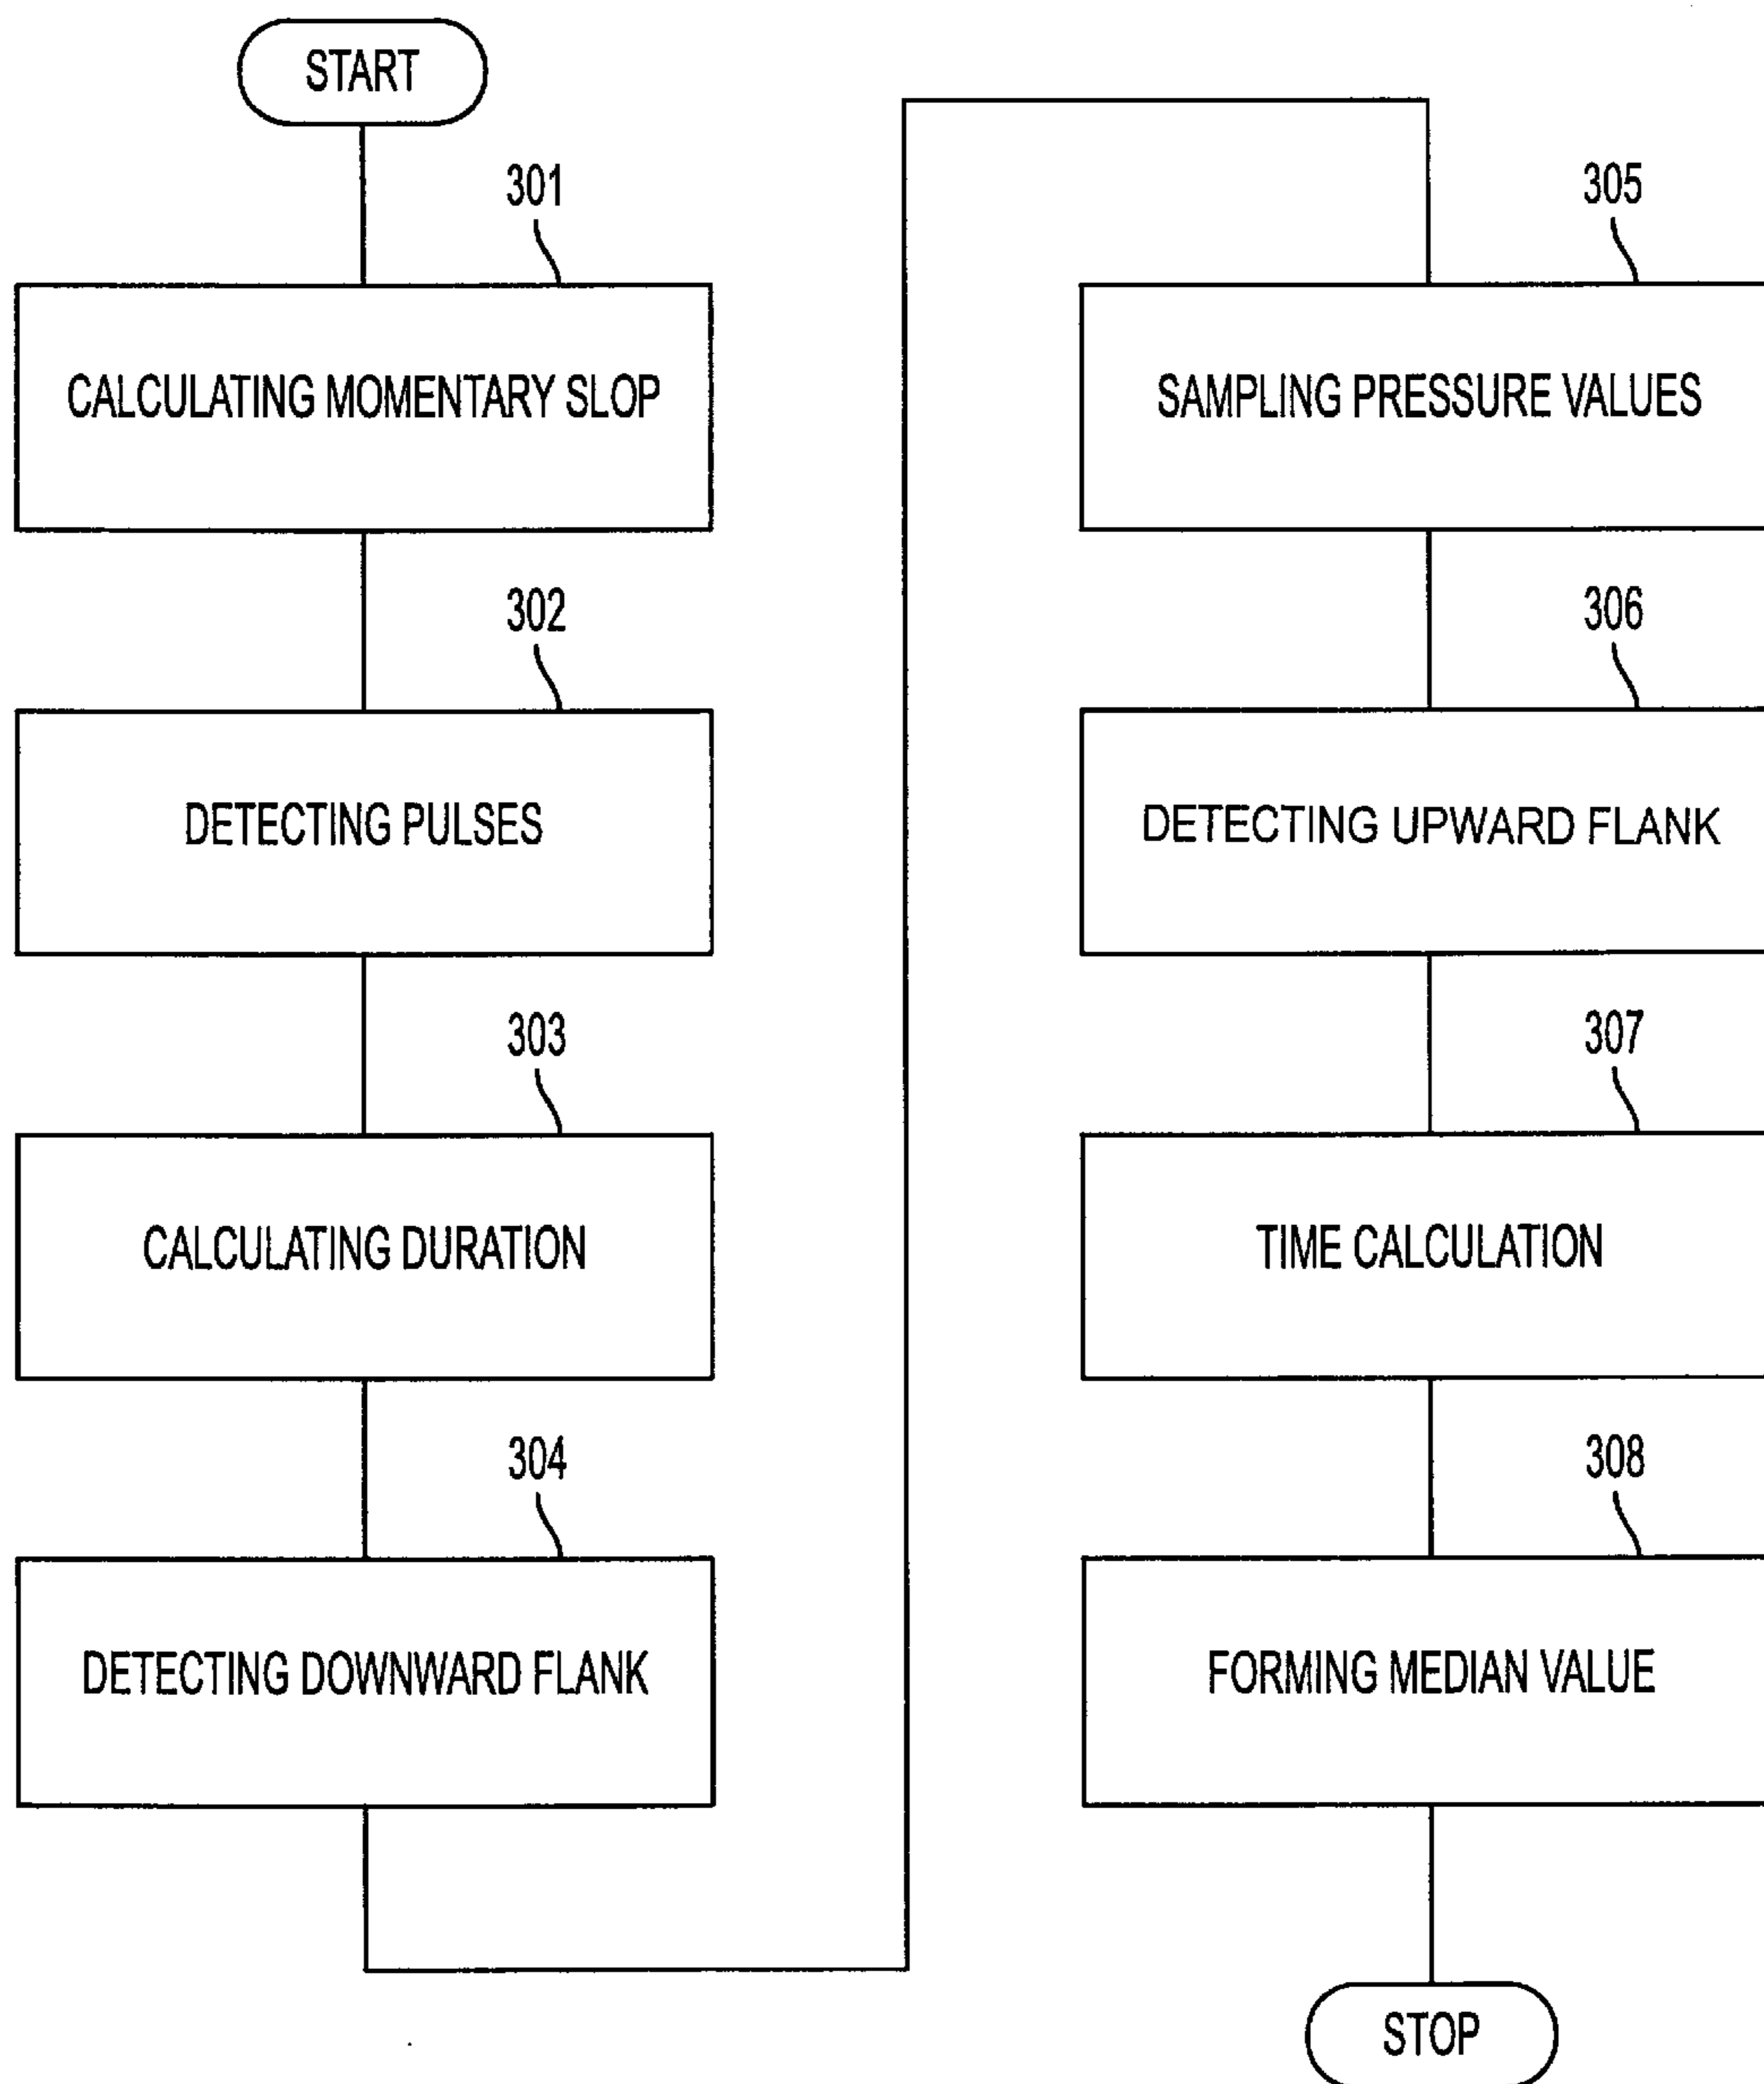 START
301
CALCULATING MOMENTARY SLOP
302
DETECTING PULSES
303
CALCULATING DURATION
304
DETECTING DOWNWARD FLANK
305
SAMPLING PRESSURE VALUES
306
DETECTING UPWARD FLANK
307
TIME CALCULATION
308
FORMING MEDIAN VALUE
STOP